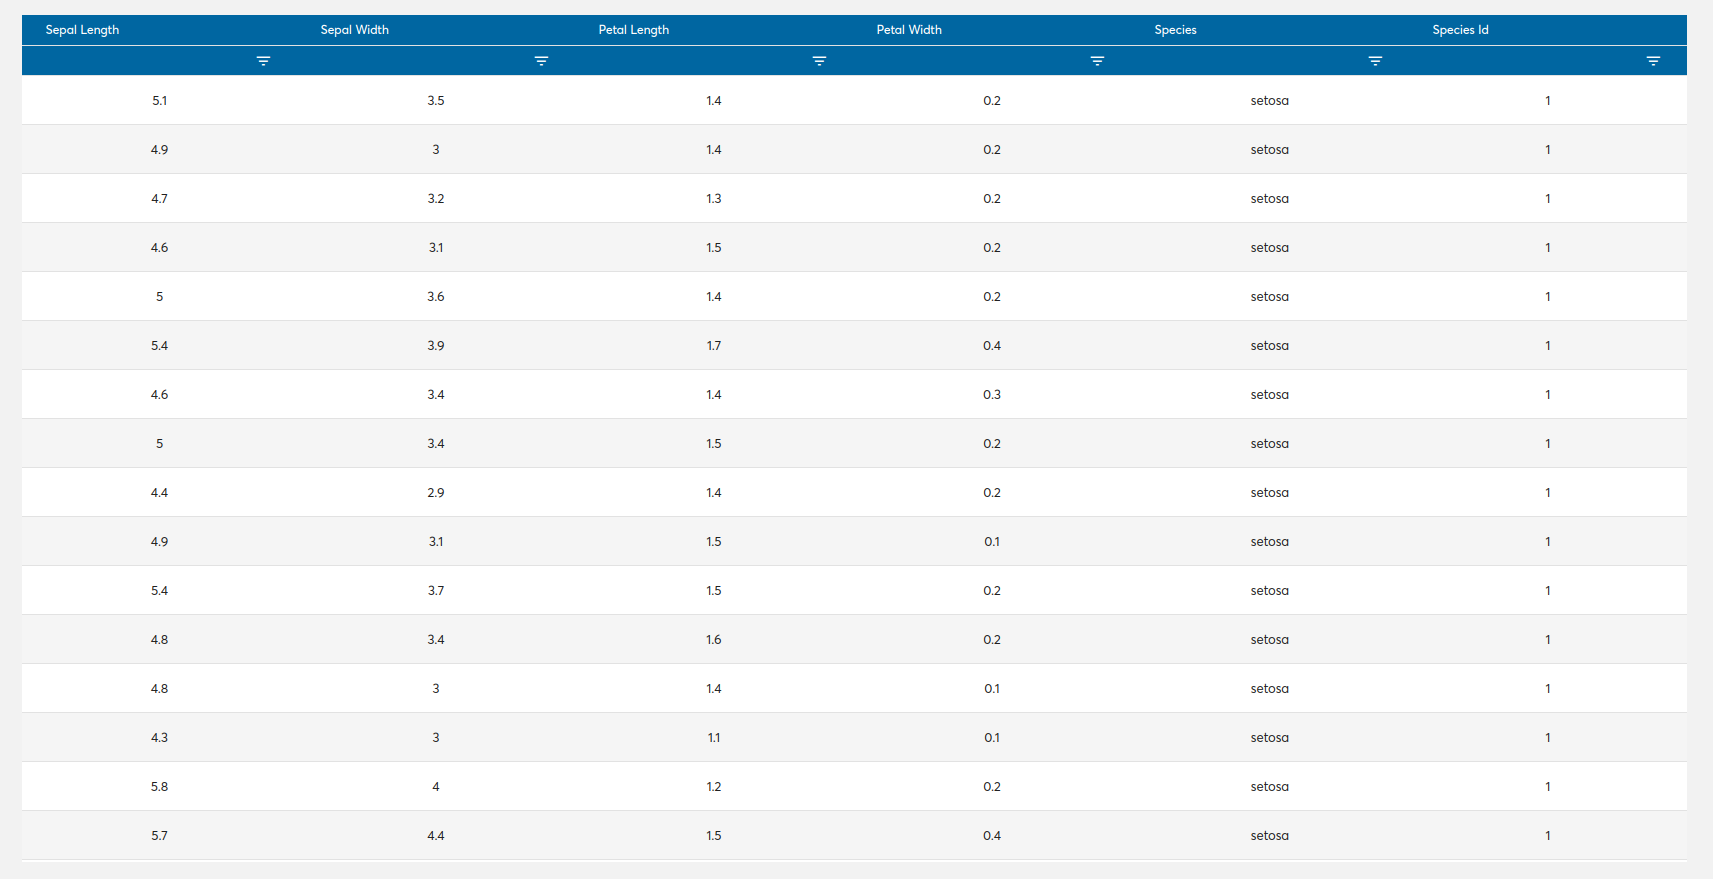 Sepal Length Sepal Width Petal Length Petal Width Species Species Id
5.1 3.5 1.4 0.2 setosa 1
4.9 3 1.4 0.2 setosa 1
4.7 3.2 1.3 0.2 setosa 1
4.6 3.1 1.5 0.2 setosa 1
5 3.6 1.4 0.2 setosa 1
5.4 3.9 1.7 0.4 setosa 1
4.6 3.4 1.4 0.3 setosa 1
5 3.4 1.5 0.2 setosa 1
4.4 2.9 1.4 0.2 setosa 1
4.9 3.1 1.5 0.1 setosa 1
5.4 3.7 1.5 0.2 setosa 1
4.8 3.4 1.6 0.2 setosa 1
4.8 3 1.4 0.1 setosa 1
4.3 3 1.1 0.1 setosa 1
5.8 4 1.2 0.2 setosa 1
5.7 4.4 1.5 0.4 setosa 1